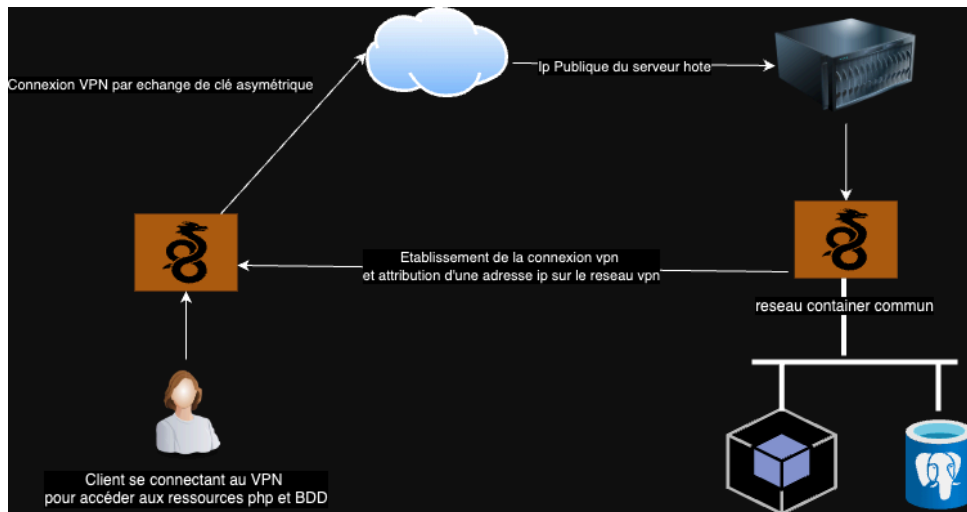 Connexion VPN par echange de clé asymétrique
Ip Publique du serveur hote
Etablissement de la connexion vpn
et attribution d'une adresse ip sur le reseau vpn
reseau container commun
Client se connectant au VPN
pour accéder aux ressources php et BDD